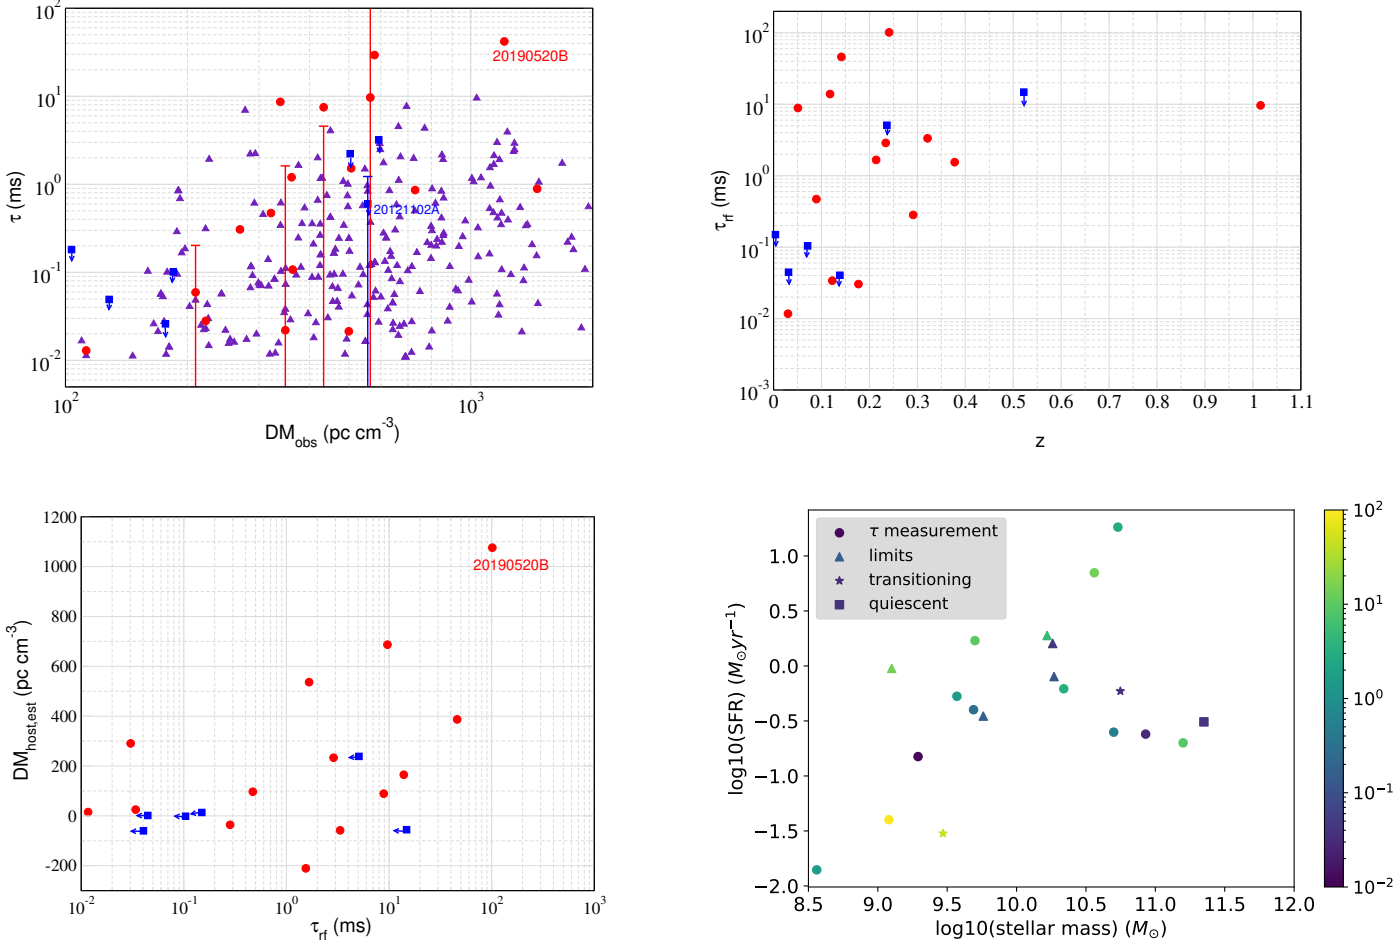 10^2
10^1
10^0
10^-1
10^-2
τ (ms)
20190520B
20121102A
10^2
10^3
DM_obs (pc cm^-3)
10^2
10^1
10^0
10^-1
10^-2
10^-3
τ_rf (ms)
0 0.1 0.2 0.3 0.4 0.5 0.6 0.7 0.8 0.9 1 1.1
z
1200
1000
800
600
400
200
0
-200
DM_host,est (pc cm^-3)
20190520B
10^-2 10^-1 10^0 10^1 10^2 10^3
τ_rf (ms)
1.0
0.5
0.0
−0.5
−1.0
−1.5
−2.0
log10(SFR) (M_⊙yr^−1)
τ measurement
limits
transitioning
quiescent
8.5 9.0 9.5 10.0 10.5 11.0 11.5 12.0
log10(stellar mass) (M_⊙)
10^2
10^1
10^0
10^−1
10^−2